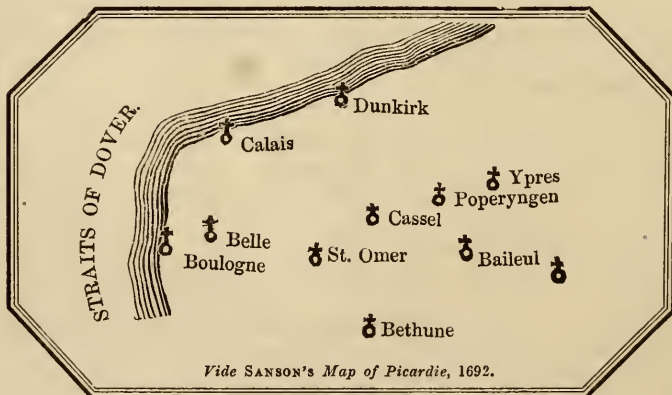 STRAITS OF DOVER.
Dunkirk
Calais
Ypres
Poperyngen
Cassel
Belle
Boulogne
St. Omer
Baileul
Bethune
Vide SANSON'S Map of Picardie, 1692.